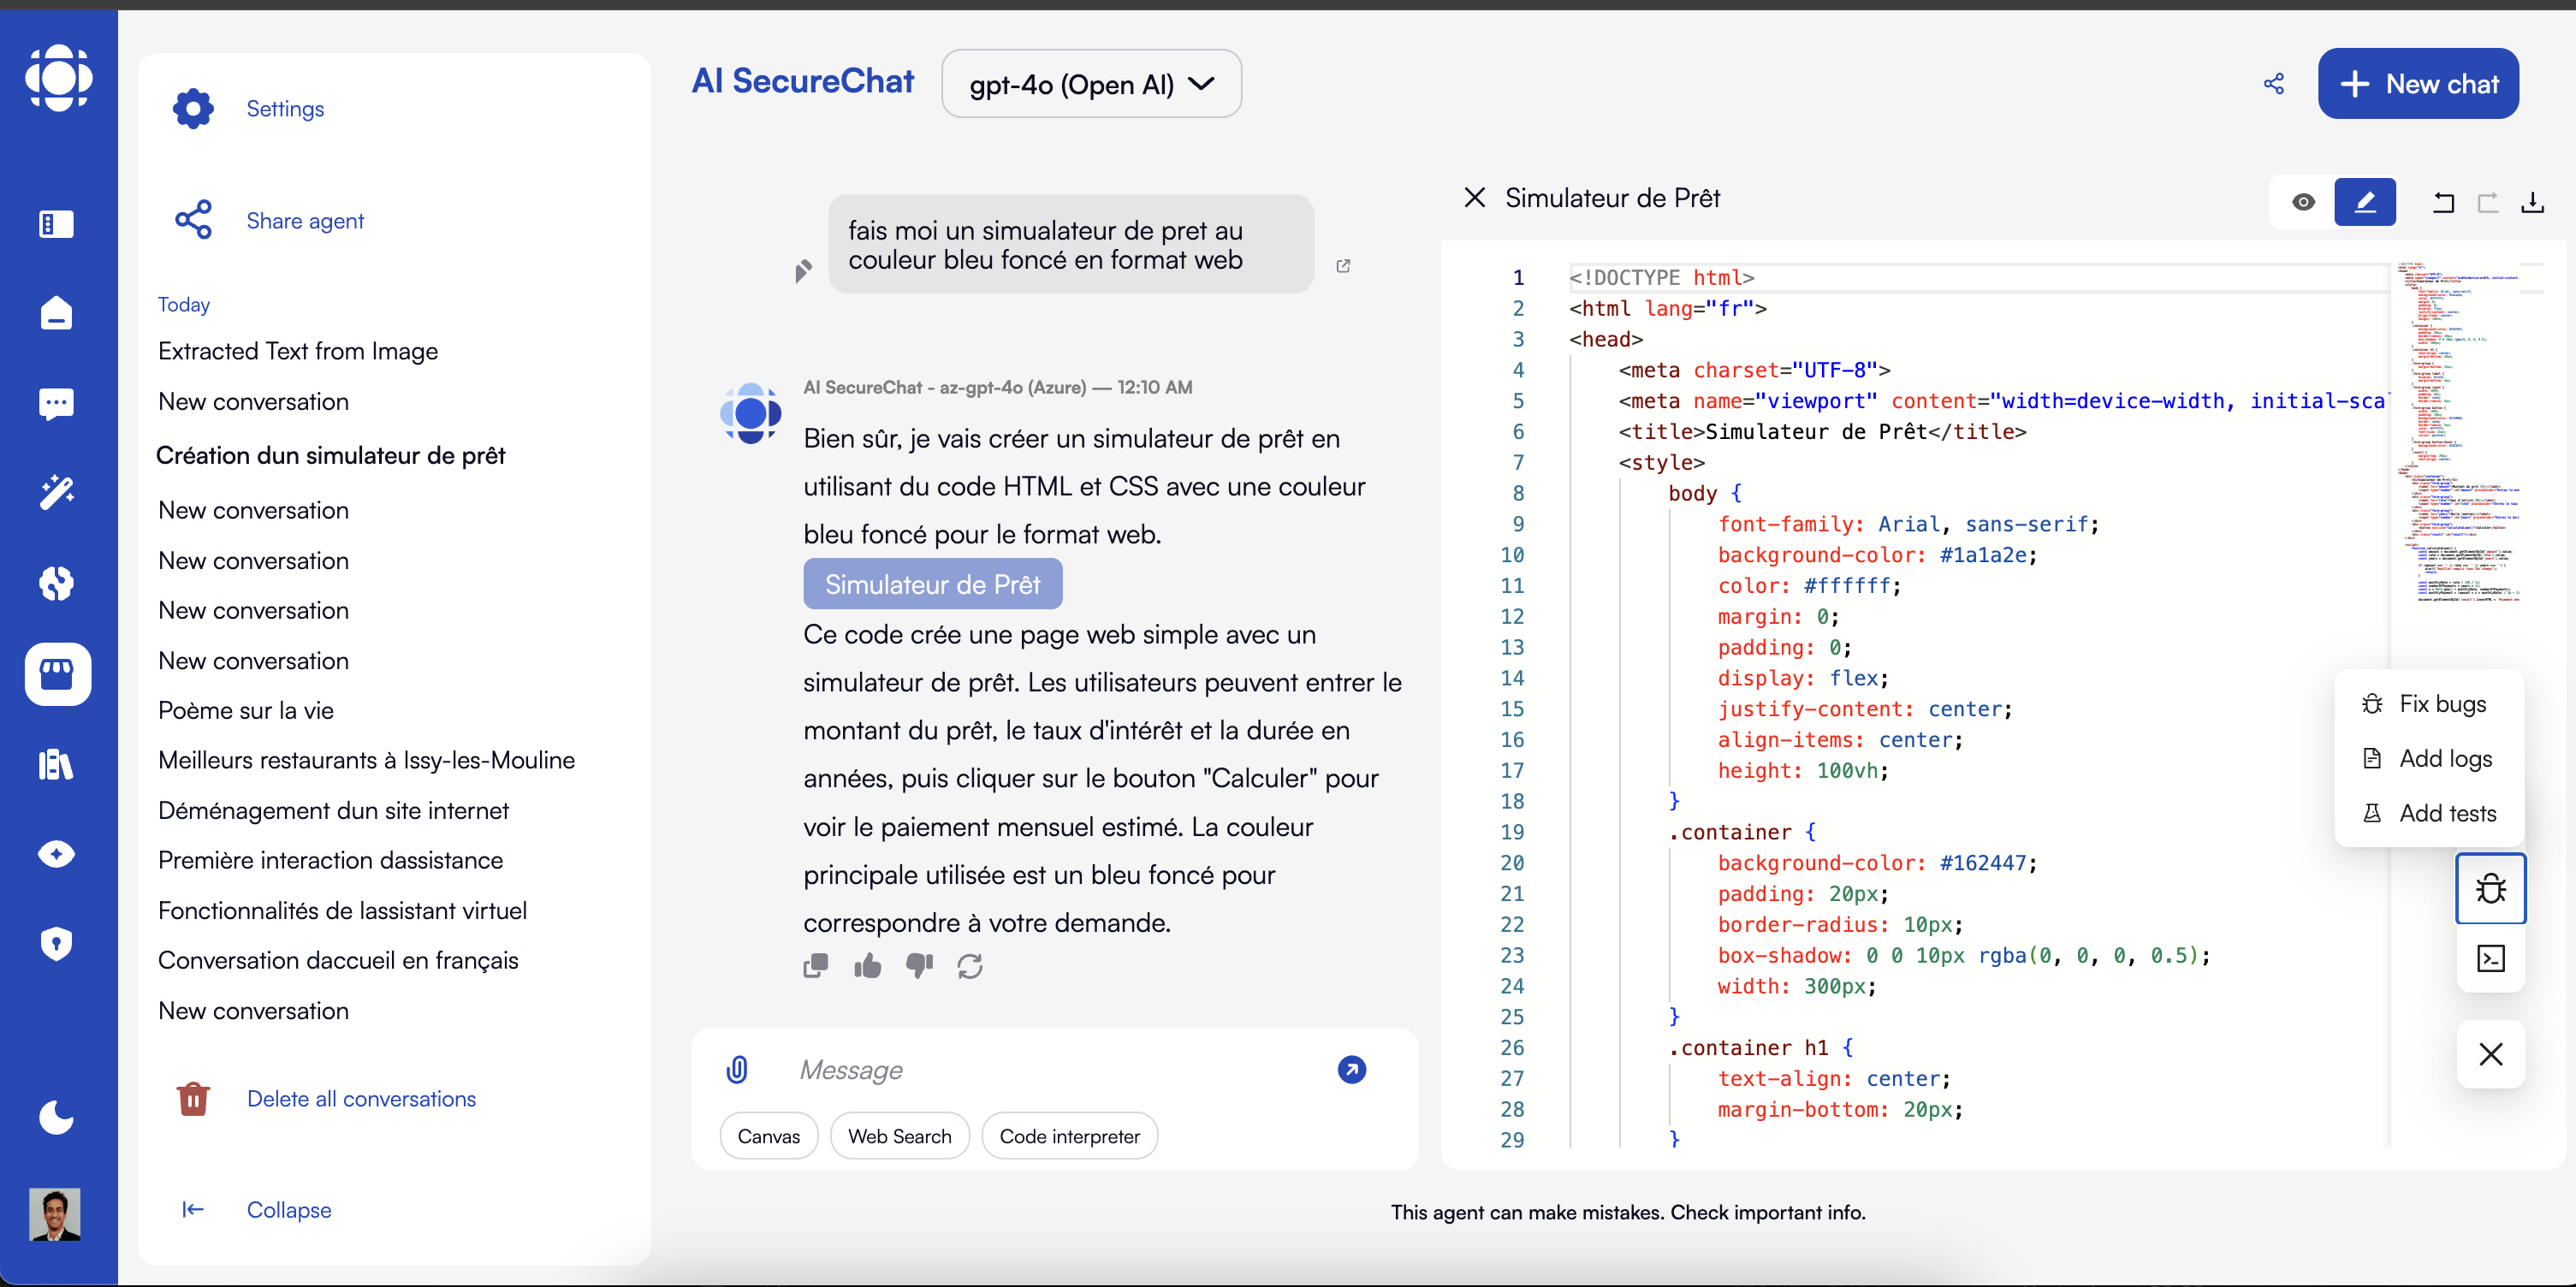 Settings
Share agent
Today
Extracted Text from Image
New conversation
Création dun simulateur de prêt
New conversation
New conversation
New conversation
New conversation
Poème sur la vie
Meilleurs restaurants à Issy-les-Mouline
Déménagement dun site internet
Première interaction dassistance
Fonctionnalités de lassistant virtuel
Conversation daccueil en français
New conversation
Delete all conversations
Collapse
AI SecureChat
gpt-4o (Open AI)
New chat
fais moi un simualateur de pret au
couleur bleu foncé en format web
AI SecureChat - az-gpt-4o (Azure) — 12:10 AM
Bien sûr, je vais créer un simulateur de prêt en
utilisant du code HTML et CSS avec une couleur
bleu foncé pour le format web.
Simulateur de Prêt
Ce code crée une page web simple avec un
simulateur de prêt. Les utilisateurs peuvent entrer le
montant du prêt, le taux d'intérêt et la durée en
années, puis cliquer sur le bouton "Calculer" pour
voir le paiement mensuel estimé. La couleur
principale utilisée est un bleu foncé pour
correspondre à votre demande.
Message
Canvas
Web Search
Code interpreter
Simulateur de Prêt
1 <!DOCTYPE html>
2 <html lang="fr">
3 <head>
4 <meta charset="UTF-8">
5 <meta name="viewport" content="width=device-width, initial-scal
6 <title>Simulateur de Prêt</title>
7 <style>
8 body {
9 font-family: Arial, sans-serif;
10 background-color: #1a1a2e;
11 color: #ffffff;
12 margin: 0;
13 padding: 0;
14 display: flex;
15 justify-content: center;
16 align-items: center;
17 height: 100vh;
18 }
19 .container {
20 background-color: #162447;
21 padding: 20px;
22 border-radius: 10px;
23 box-shadow: 0 0 10px rgba(0, 0, 0, 0.5);
24 width: 300px;
25 }
26 .container h1 {
27 text-align: center;
28 margin-bottom: 20px;
29 }
Fix bugs
Add logs
Add tests
This agent can make mistakes. Check important info.